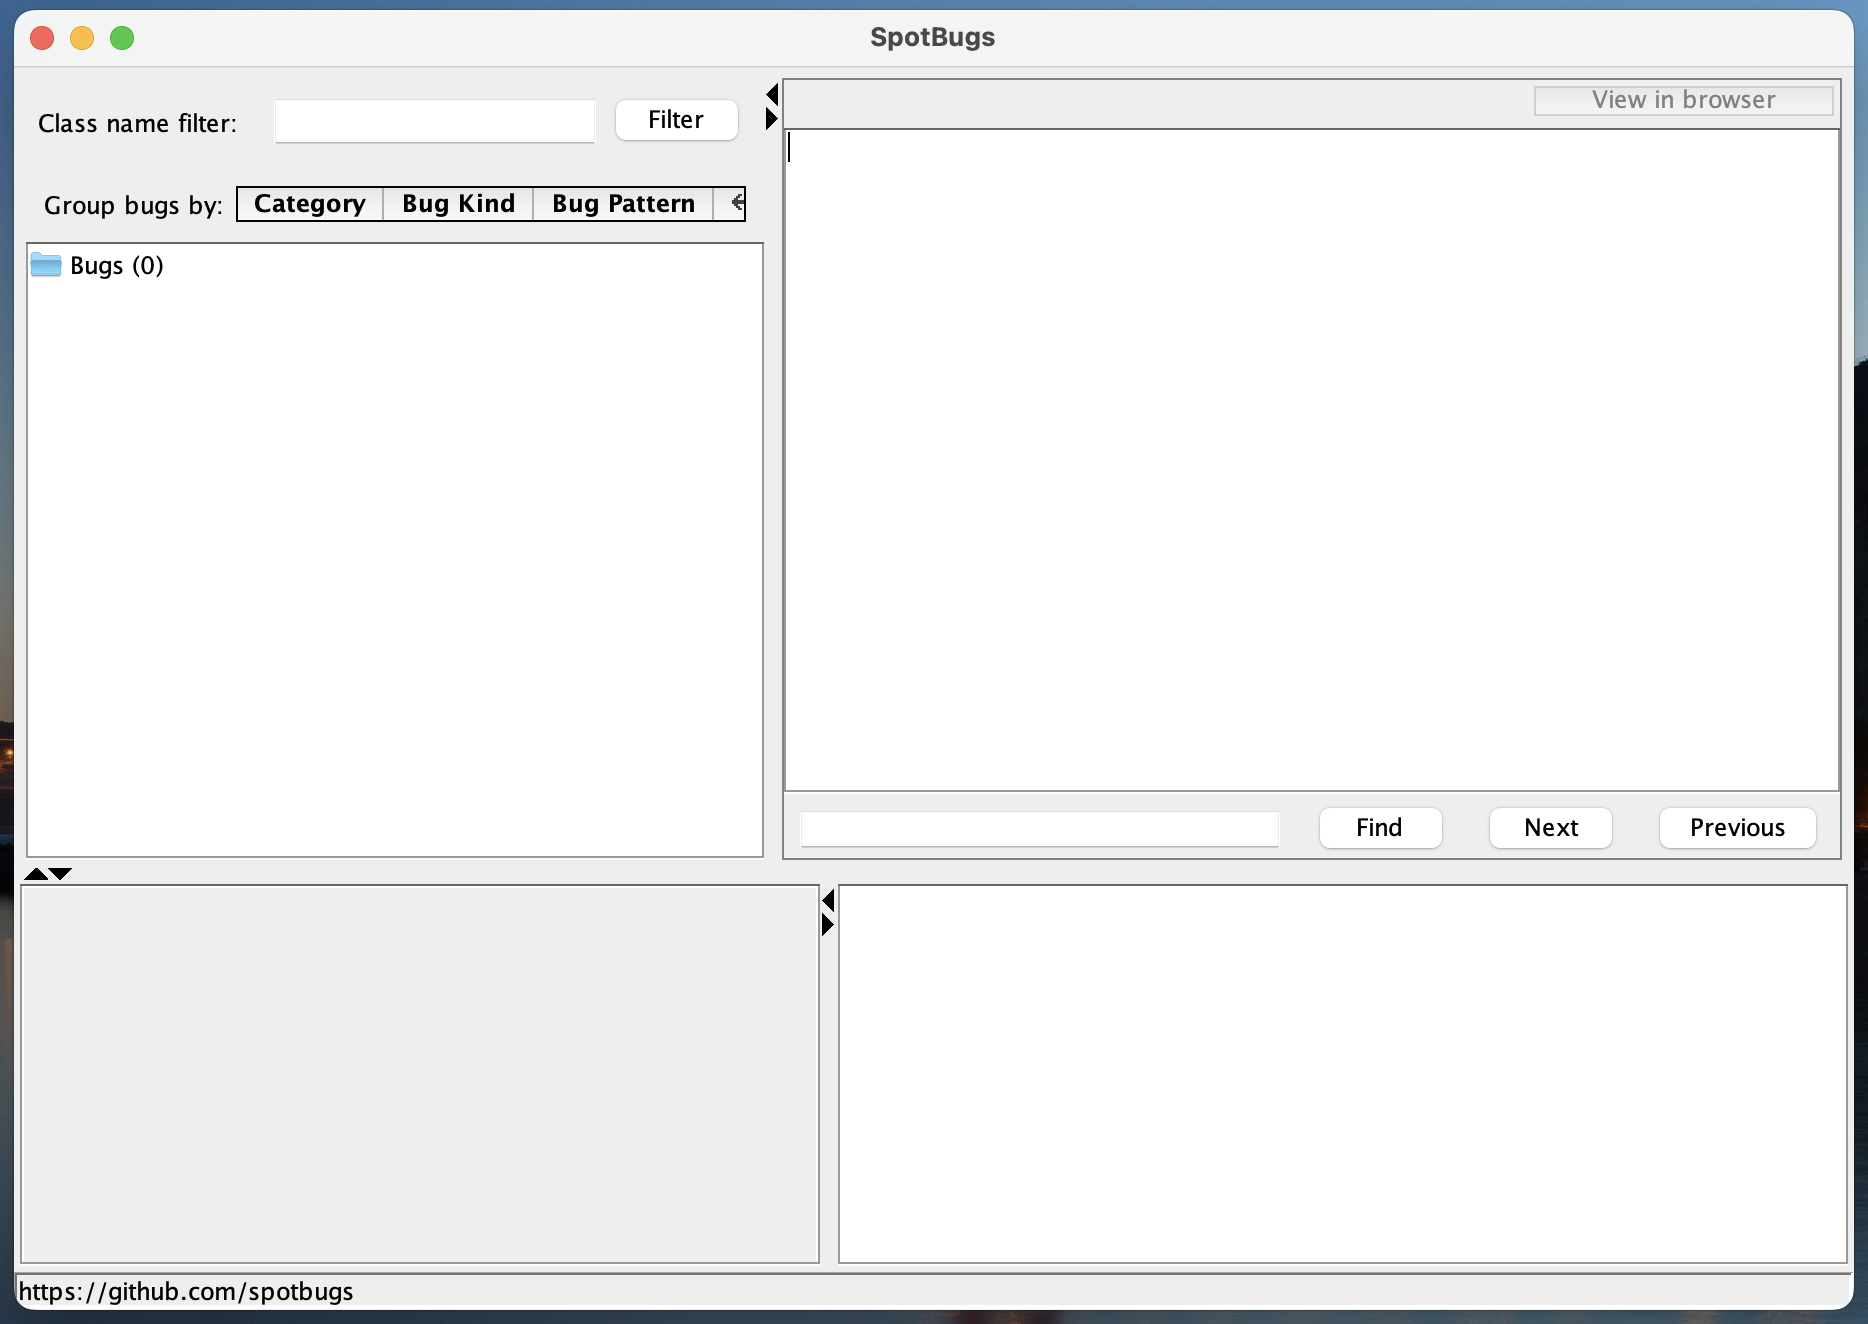 SpotBugs
Class name filter:
Filter
View in browser
Group bugs by:
Category
Bug Kind
Bug Pattern
Bugs (0)
Find
Next
Previous
https://github.com/spotbugs